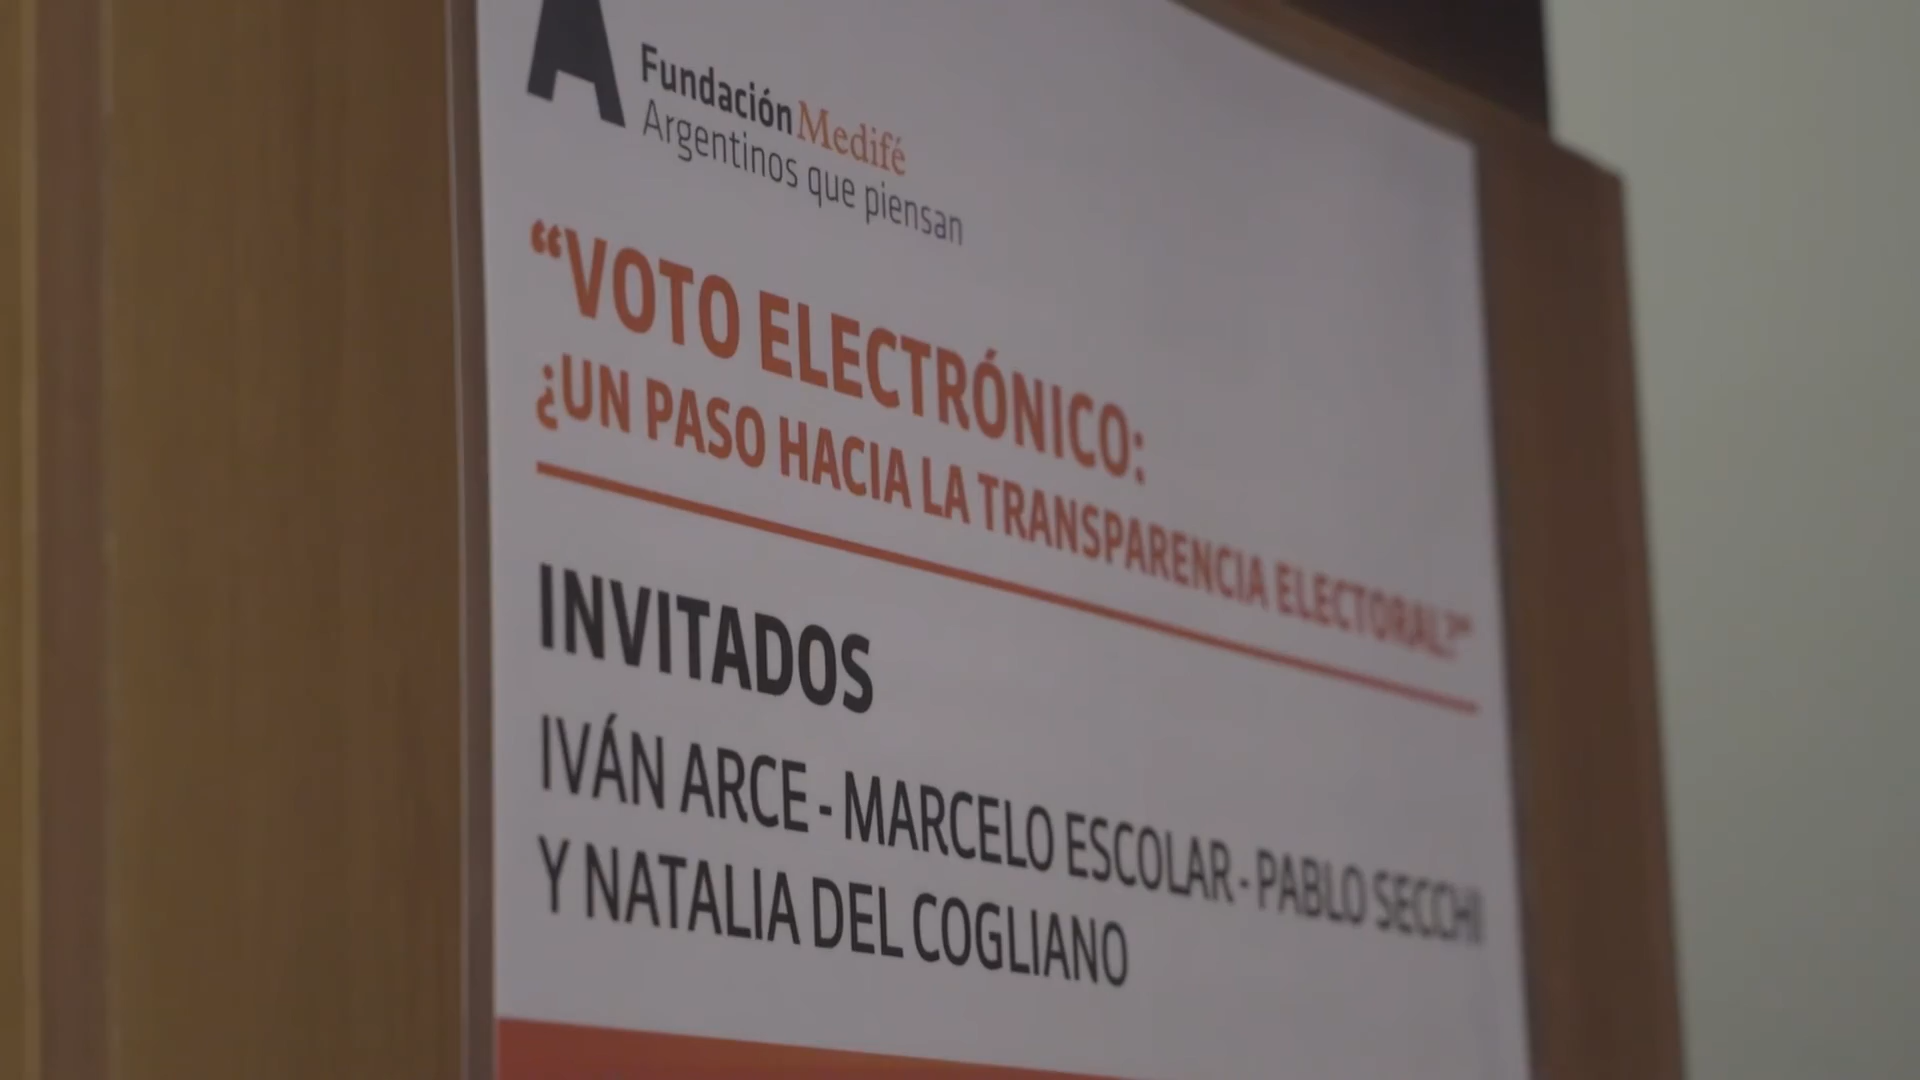 Fundación Medifé
Argentinos que piensan
“VOTO ELECTRÓNICO:
¿UN PASO HACIA LA TRANSPARENCIA ELECTORAL?”
INVITADOS
IVÁN ARCE - MARCELO ESCOLAR - PABLO SECCHI
Y NATALIA DEL COGLIANO